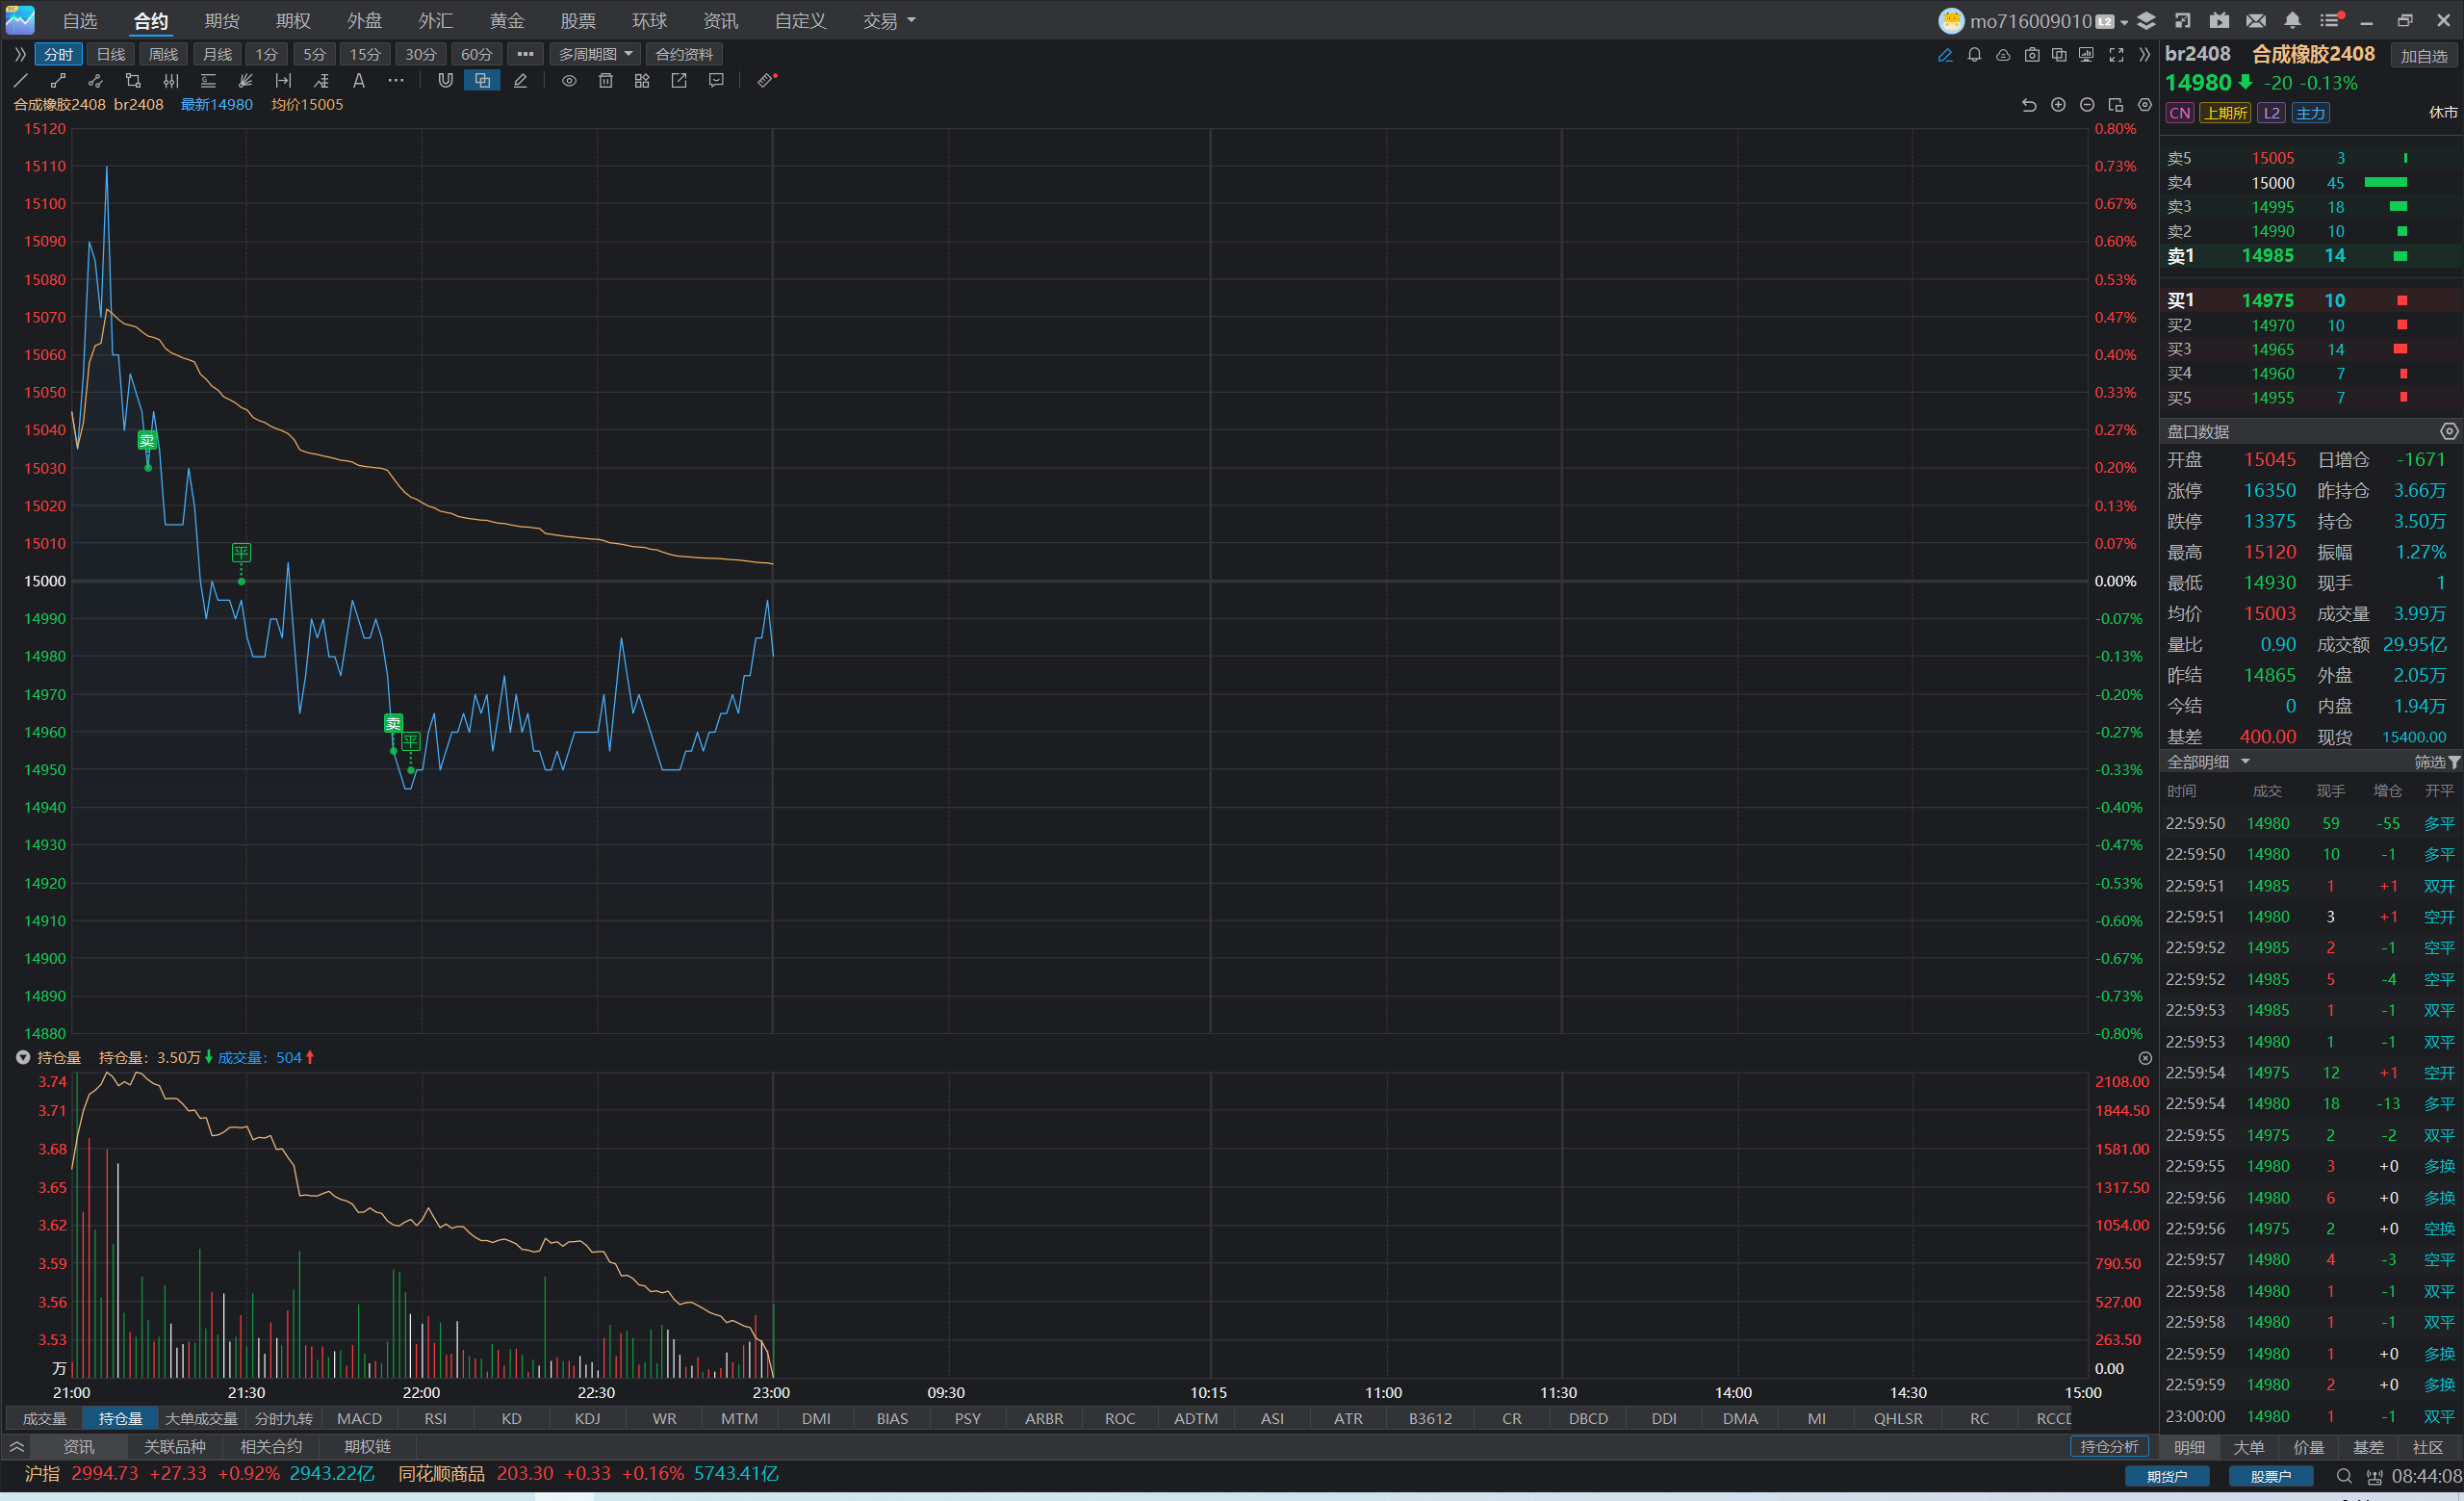 自选 合约 期货 期权 外盘 外汇 黄金 股票 环球 资讯 自定义 交易 mo716009010 L2
分时 日线 周线 月线 1分 5分 15分 30分 60分 ••• 多周期图 合约资料
合成橡胶2408 br2408 最新14980 均价15005
15120 0.80%
15110 0.73%
15100 0.67%
15090 0.60%
15080 0.53%
15070 0.47%
15060 0.40%
15050 0.33%
15040 0.27%
15030 0.20%
15020 0.13%
15010 0.07%
15000 0.00%
14990 -0.07%
14980 -0.13%
14970 -0.20%
14960 -0.27%
14950 -0.33%
14940 -0.40%
14930 -0.47%
14920 -0.53%
14910 -0.60%
14900 -0.67%
14890 -0.73%
14880 -0.80%
卖
平
卖
平
持仓量 持仓量: 3.50万 成交量: 504
3.74 2108.00
3.71 1844.50
3.68 1581.00
3.65 1317.50
3.62 1054.00
3.59 790.50
3.56 527.00
3.53 263.50
万 0.00
21:00 21:30 22:00 22:30 23:00 09:30 10:15 11:00 11:30 14:00 14:30 15:00
成交量 持仓量 大单成交量 分时九转 MACD RSI KD KDJ WR MTM DMI BIAS PSY ARBR ROC ADTM ASI ATR B3612 CR DBCD DDI DMA MI QHLSR RC
资讯 关联品种 相关合约 期权链 持仓分析
br2408 合成橡胶2408 加自选
14980 -20 -0.13%
CN 上期所 L2 主力 休市
卖5 15005 3
卖4 15000 45
卖3 14995 18
卖2 14990 10
卖1 14985 14
买1 14975 10
买2 14970 10
买3 14965 14
买4 14960 7
买5 14955 7
盘口数据
开盘 15045 日增仓 -1671
涨停 16350 昨持仓 3.66万
跌停 13375 持仓 3.50万
最高 15120 振幅 1.27%
最低 14930 现手 1
均价 15003 成交量 3.99万
量比 0.90 成交额 29.95亿
昨结 14865 外盘 2.05万
今结 0 内盘 1.94万
基差 400.00 现货 15400.00
全部明细 筛选
时间 成交 现手 增仓 开平
22:59:50 14980 59 -55 多平
22:59:50 14980 10 -1 多平
22:59:51 14985 1 +1 双开
22:59:51 14980 3 +1 空开
22:59:52 14985 2 -1 空平
22:59:52 14985 5 -4 空平
22:59:53 14985 1 -1 双平
22:59:53 14980 1 -1 双平
22:59:54 14975 12 +1 空开
22:59:54 14980 18 -13 多平
22:59:55 14975 2 -2 双平
22:59:55 14980 3 +0 多换
22:59:56 14980 6 +0 多换
22:59:56 14975 2 +0 空换
22:59:57 14980 4 -3 空平
22:59:58 14980 1 -1 双平
22:59:58 14980 1 -1 双平
22:59:59 14980 1 +0 多换
22:59:59 14980 2 +0 多换
23:00:00 14980 1 -1 双平
明细 大单 价量 基差 社区
沪指 2994.73 +27.33 +0.92% 2943.22亿 同花顺商品 203.30 +0.33 +0.16% 5743.41亿 期货户 股票户 08:44:08